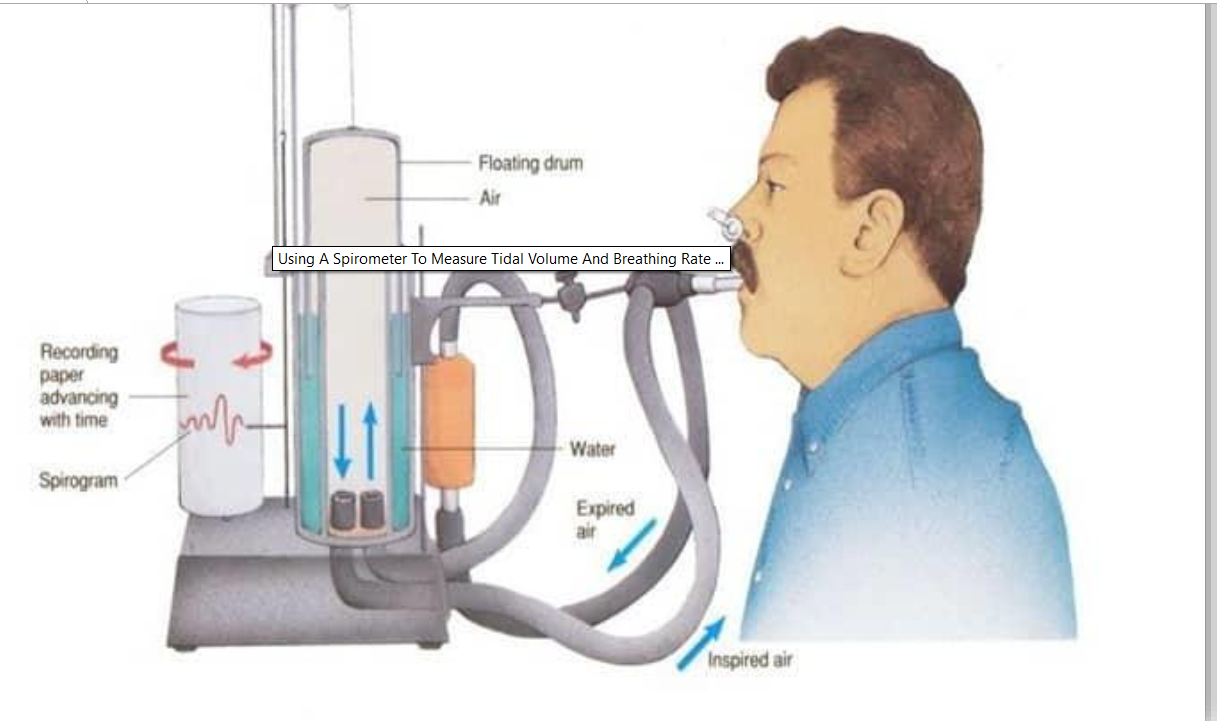 Floating drum
Air
Using A Spirometer To Measure Tidal Volume And Breathing Rate ...
Recording
paper
advancing
with time
Spirogram
Water
Expired
air
Inspired air